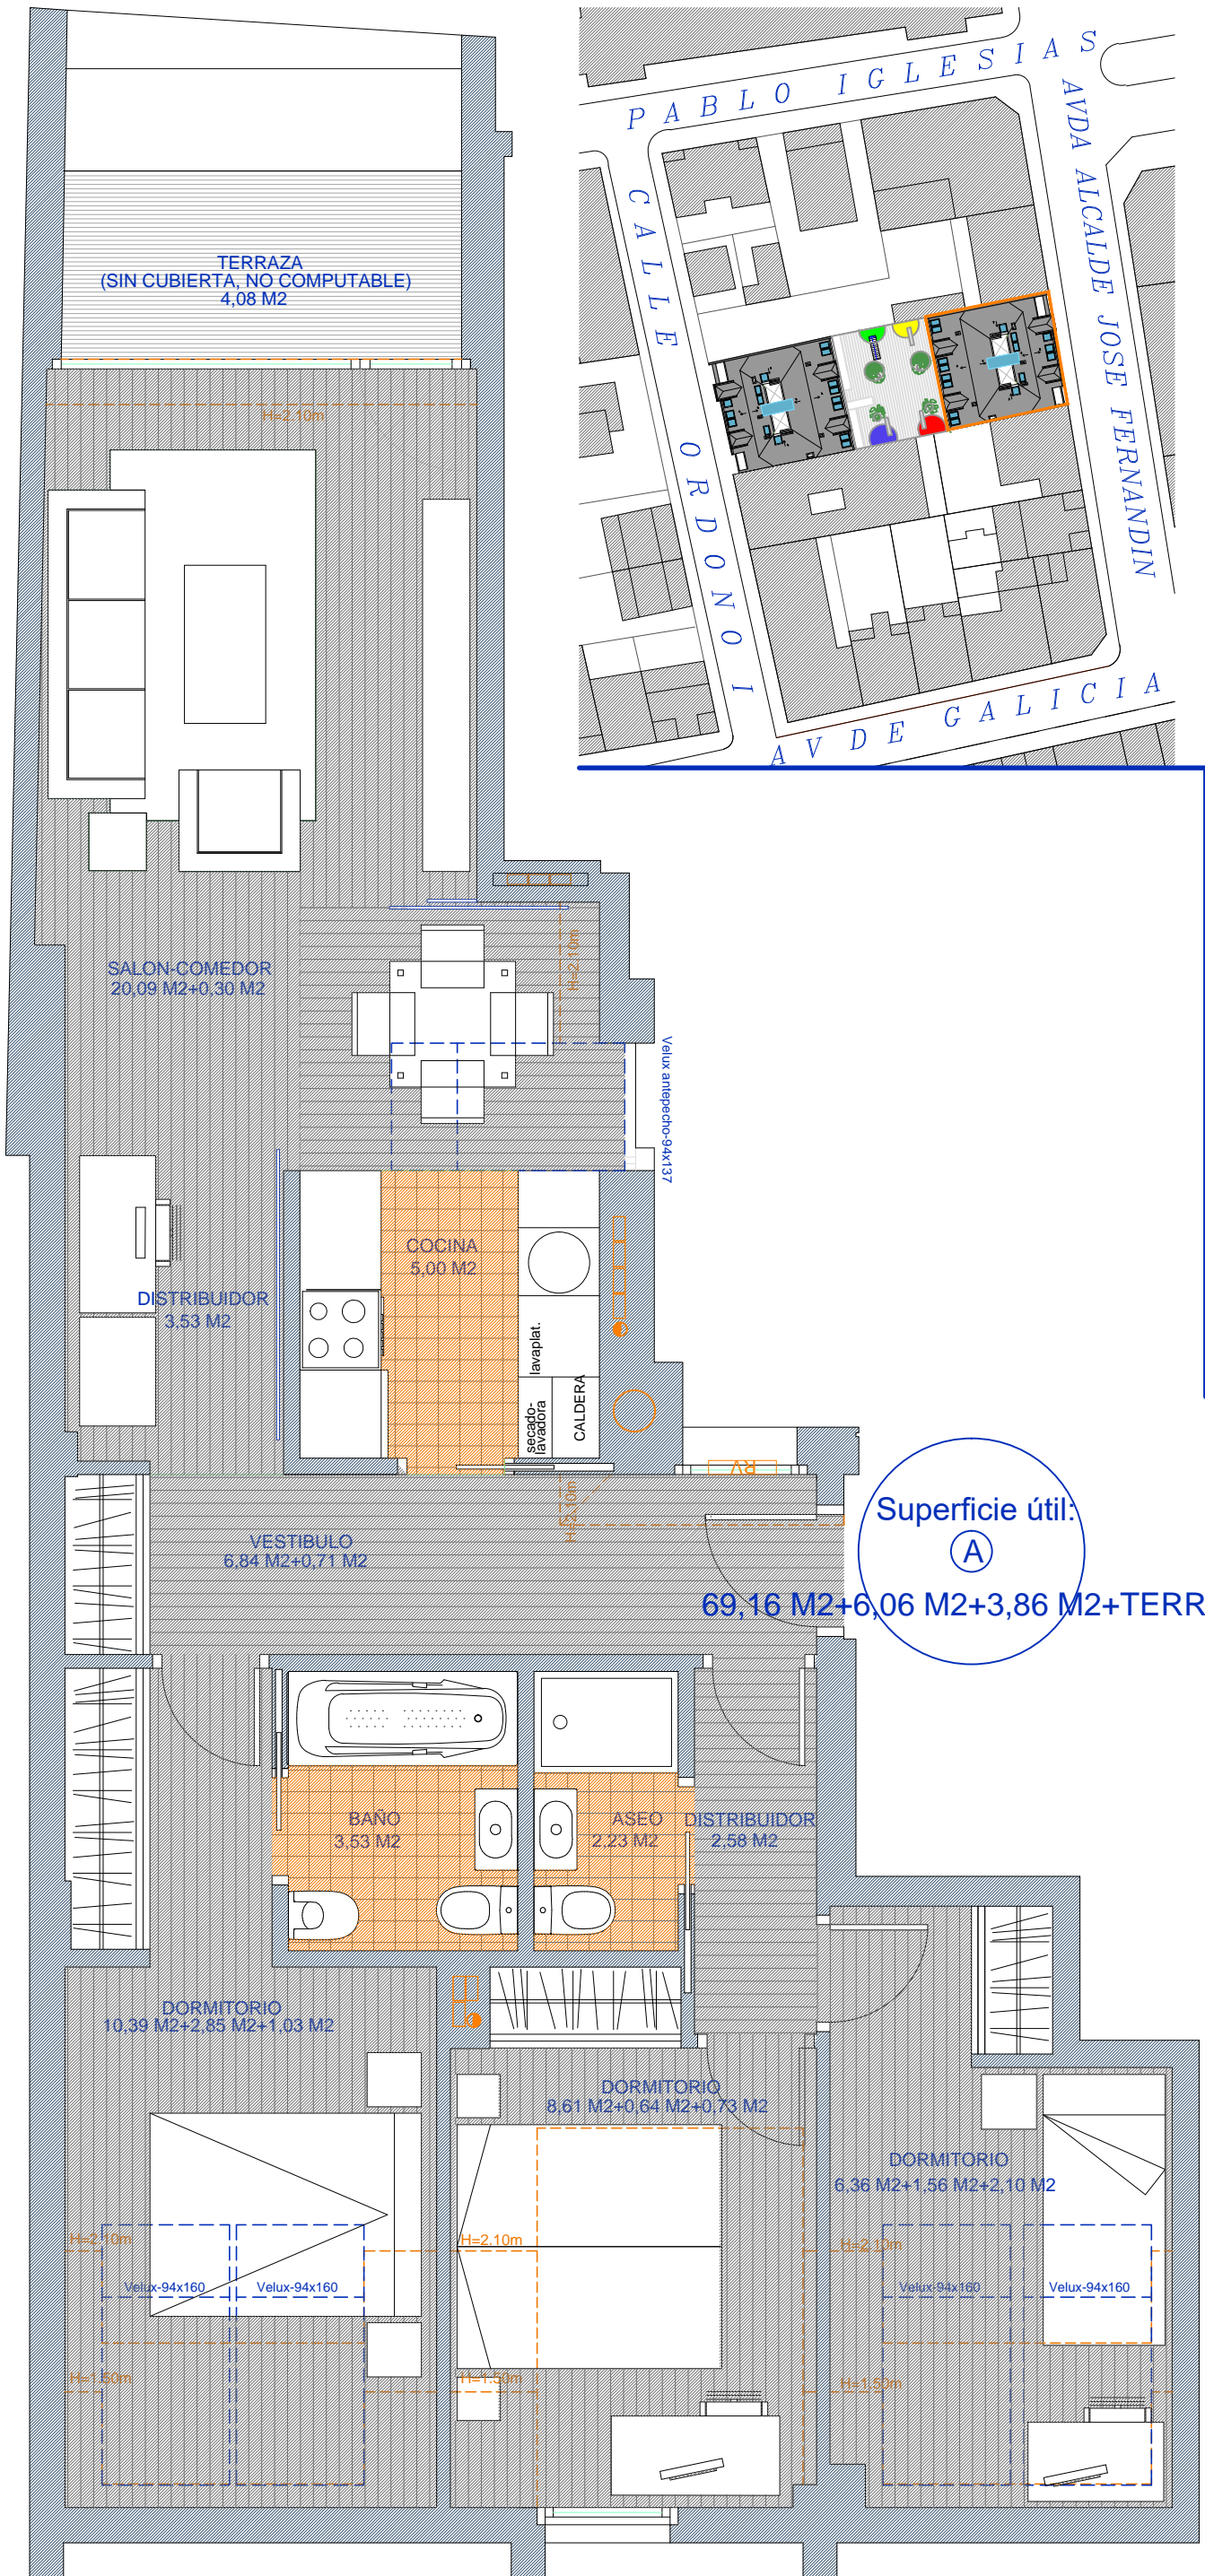 PABLO IGLESIAS
AVDA ALCALDE JOSE FERNANDIN
CALLE ORDONO I
AV DE GALICIA
TERRAZA
(SIN CUBIERTA, NO COMPUTABLE)
4,08 M2
H=2.10m
SALON-COMEDOR
20,09 M2+0,30 M2
H=2.10m
Velux antepecho-94x137
COCINA
5,00 M2
DISTRIBUIDOR
3,53 M2
lavaplat.
secado-
lavadora
CALDERA
RV
H=2.10m
VESTIBULO
6,84 M2+0,71 M2
Superficie útil:
A
69,16 M2+6,06 M2+3,86 M2+TERR
BAÑO
3,53 M2
ASEO
2,23 M2
DISTRIBUIDOR
2,58 M2
DORMITORIO
10,39 M2+2,85 M2+1,03 M2
DORMITORIO
8,61 M2+0,64 M2+0,73 M2
DORMITORIO
6,36 M2+1,56 M2+2,10 M2
H=2.10m
H=2.10m
H=2.10m
Velux-94x160
Velux-94x160
Velux-94x160
Velux-94x160
H=1.50m
H=1.50m
H=1.50m